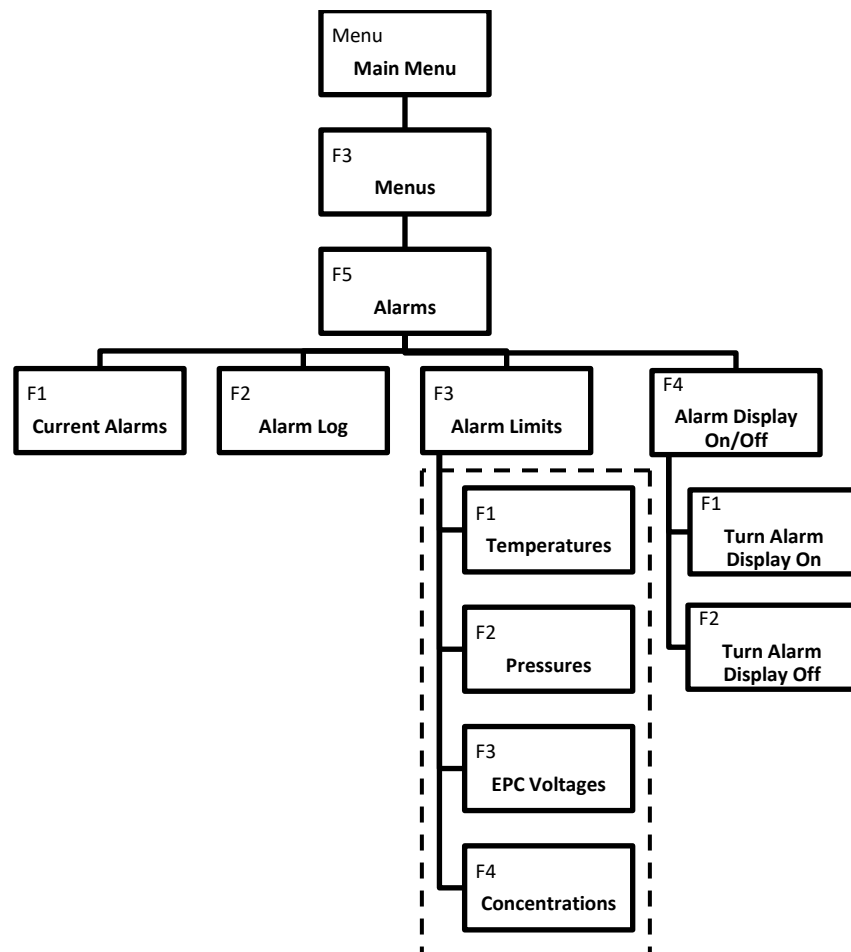 Menu
Main Menu
F3
Menus
F5
Alarms
F1
Current Alarms
F2
Alarm Log
F3
Alarm Limits
F4
Alarm Display
On/Off
F1
Temperatures
F2
Pressures
F3
EPC Voltages
F4
Concentrations
F1
Turn Alarm
Display On
F2
Turn Alarm
Display Off